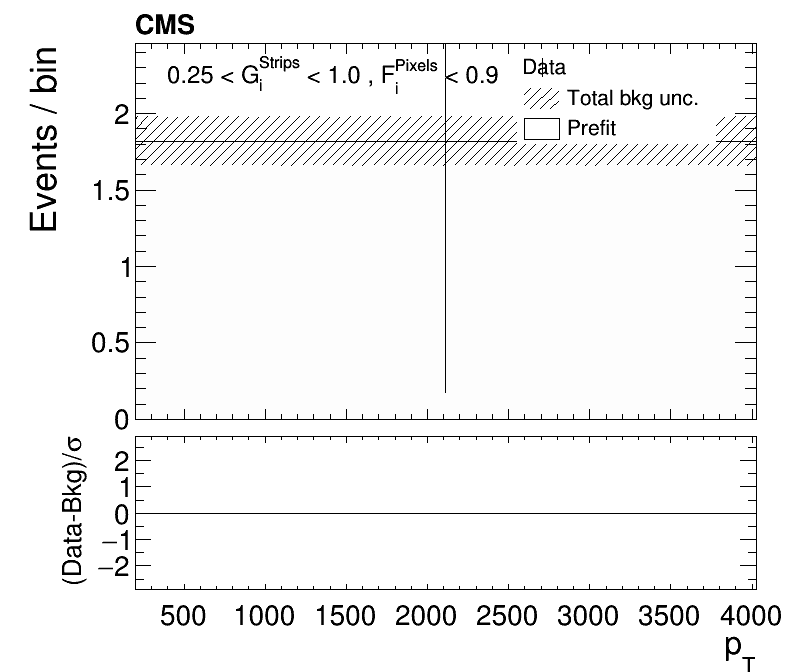 CMS
0.25 < G_i^Strips < 1.0 , F_i^Pixels < 0.9
Data
Total bkg unc.
Prefit
Events / bin
2
1.5
1
0.5
0
(Data-Bkg)/σ
2
1
0
−1
−2
500 1000 1500 2000 2500 3000 3500 4000
p_T